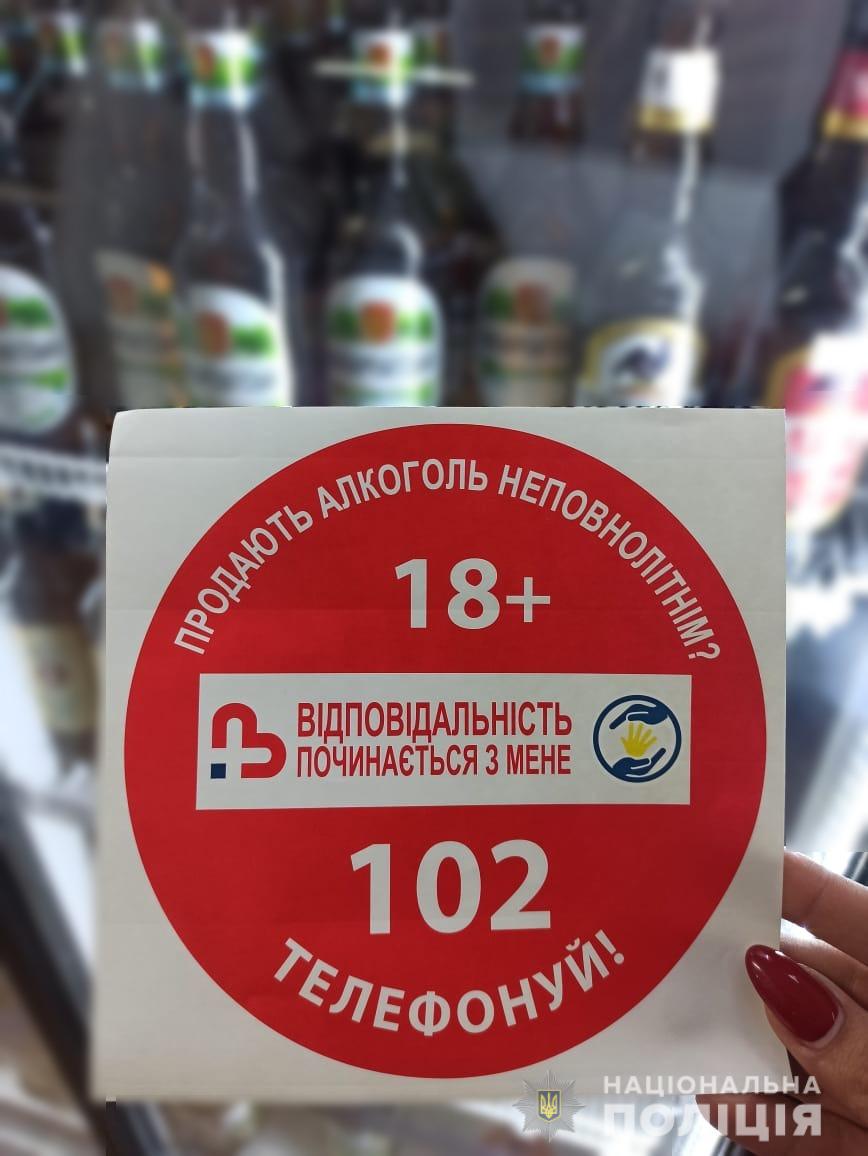 ПРОДАЮТЬ АЛКОГОЛЬ НЕПОВНОЛІТНІМ?
18+
ВІДПОВІДАЛЬНІСТЬ
ПОЧИНАЄТЬСЯ З МЕНЕ
102
ТЕЛЕФОНУЙ!
НАЦІОНАЛЬНА
ПОЛІЦІЯ